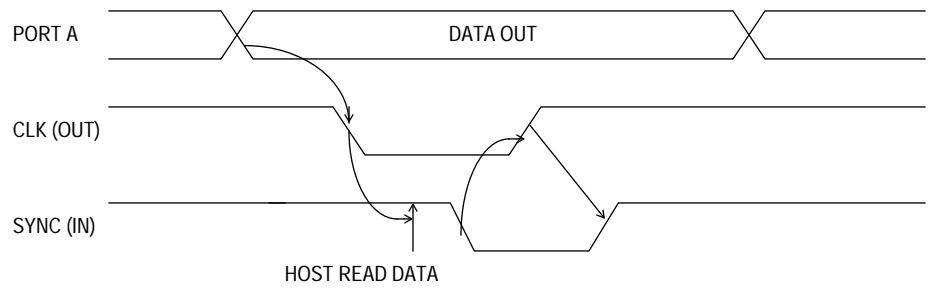 PORT A
DATA OUT
CLK (OUT)
SYNC (IN)
HOST READ DATA